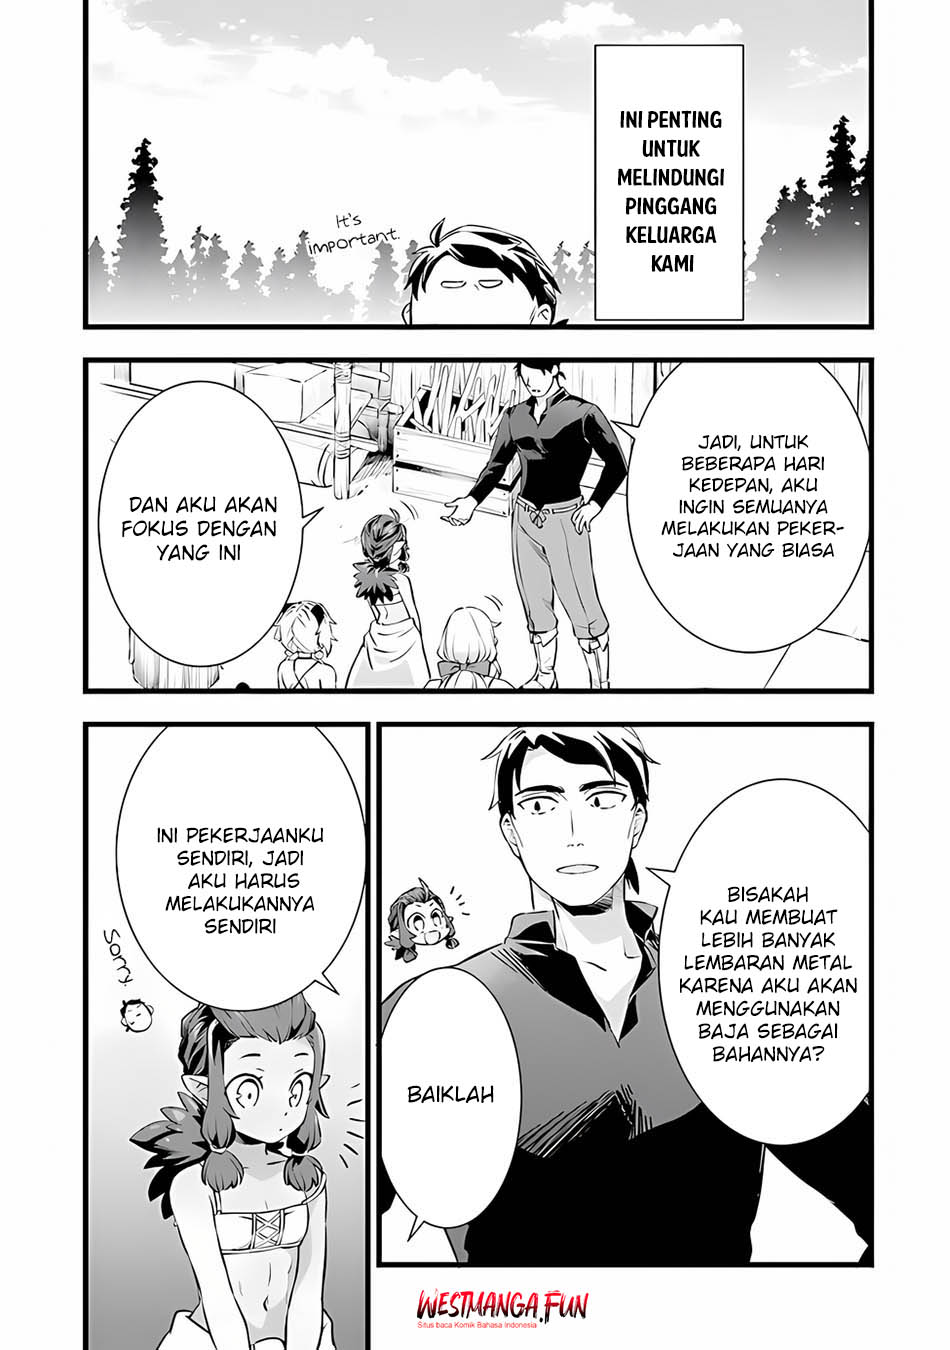 INI PENTING
UNTUK
MELINDUNGI
PINGGANG
KELUARGA
KAMI
It's
important.
JADI, UNTUK
BEBERAPA HARI
KEDEPAN, AKU
INGIN SEMUANYA
MELAKUKAN PEKER-
JAAN YANG BIASA
DAN AKU AKAN
FOKUS DENGAN
YANG INI
BISAKAH
KAU MEMBUAT
LEBIH BANYAK
LEMBARAN METAL
KARENA AKU AKAN
MENGGUNAKAN
BAJA SEBAGAI
BAHANNYA?
BAIKLAH
INI PEKERJAANKU
SENDIRI, JADI
AKU HARUS
MELAKUKANNYA
SENDIRI
Sorry
WESTMANGA.FUN
Situs baca Komik Bahasa Indonesia